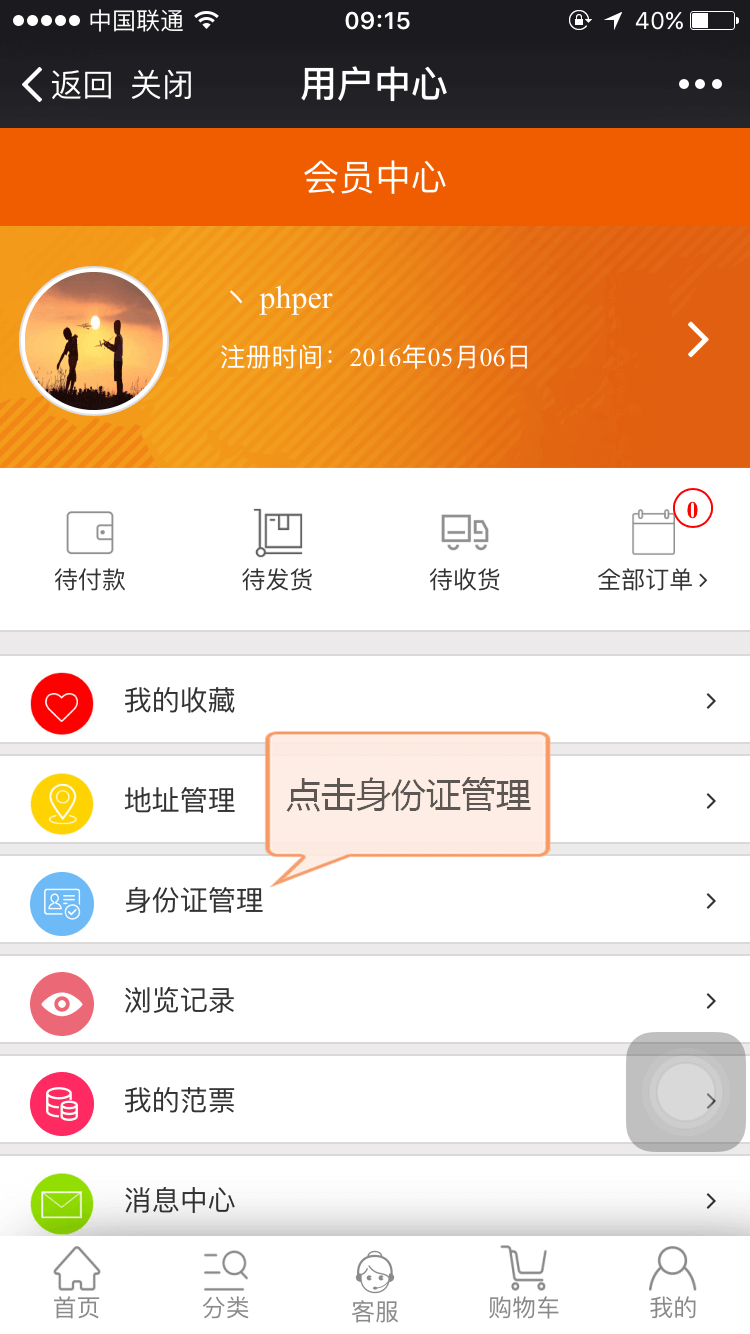 中国联通 09:15 40%
返回 关闭 用户中心
会员中心
丶 phper
注册时间：2016年05月06日
0
待付款 待发货 待收货 全部订单
我的收藏
地址管理
点击身份证管理
身份证管理
浏览记录
我的范票
消息中心
首页 分类 客服 购物车 我的